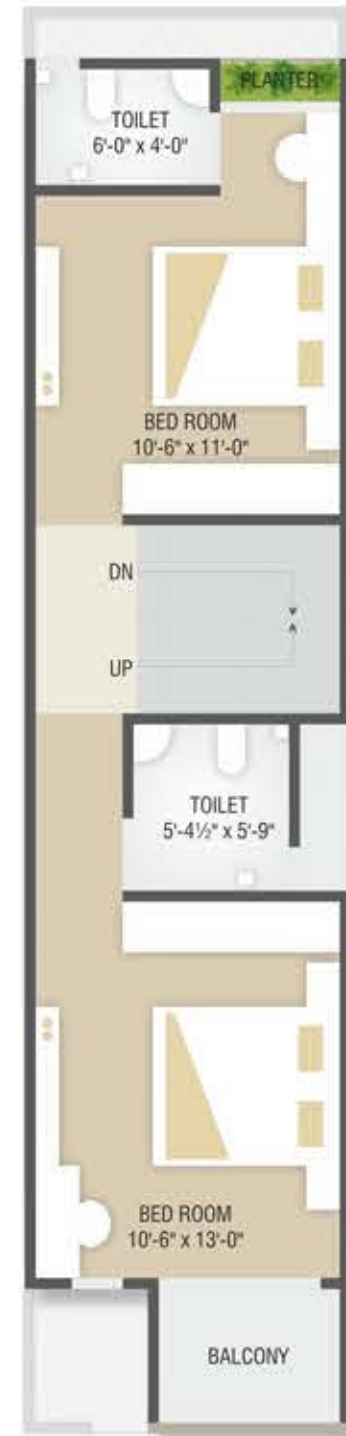 PLANTER
TOILET
6'-0" x 4'-0"
BED ROOM
10'-6" x 11'-0"
DN
UP
TOILET
5'-4½" x 5'-9"
BED ROOM
10'-6" x 13'-0"
BALCONY